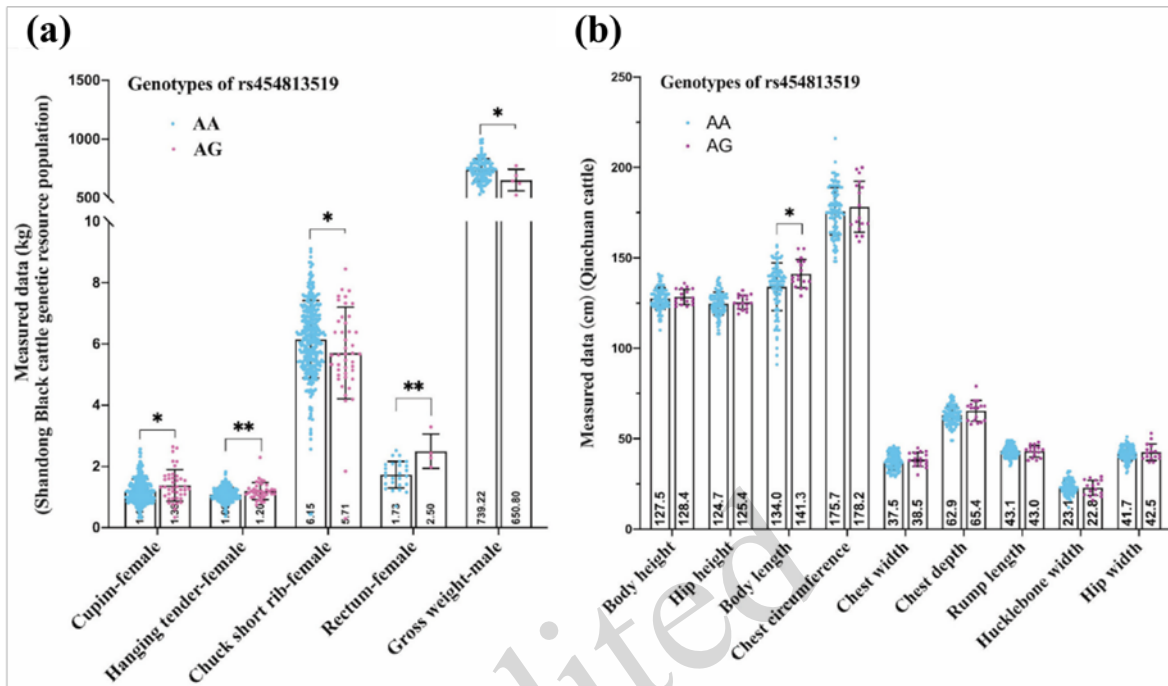 (a)
Genotypes of rs454813519
AA
AG
Measured data (kg)
(Shandong Black cattle genetic resource population)
1500
1000
500
10
8
6
4
2
0
*
**
*
**
*
1.20
6.15
5.71
1.73
2.50
739.22
650.80
Cupim-female
Hanging tender-female
Chuck short rib-female
Rectum-female
Gross weight-male
(b)
Genotypes of rs454813519
AA
AG
Measured data (cm) (Qinchuan cattle)
250
200
150
100
50
0
*
127.5
128.4
124.7
125.4
134.0
141.3
175.7
178.2
37.5
38.5
62.9
65.4
43.1
43.0
23.1
22.8
41.7
42.5
Body height
Hip height
Body length
Chest circumference
Chest width
Chest depth
Rump length
Hucklebone width
Hip width